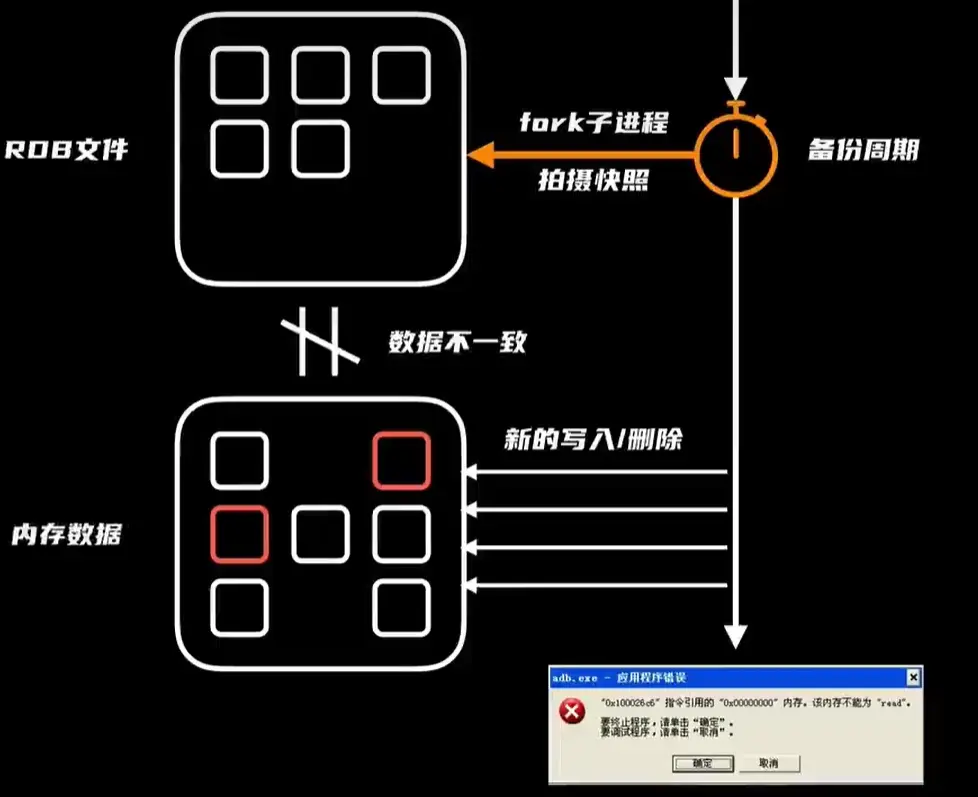 fork子进程
RDB文件
备份周期
拍摄快照
数据不一致
新的写入/删除
内存数据
adb.exe - 应用程序错误
"0x100026c6" 指令引用的 "0x00000000" 内存。该内存不能为 "read"。
要终止程序，请单击“确定”。
要调试程序，请单击“取消”。
确定
取消